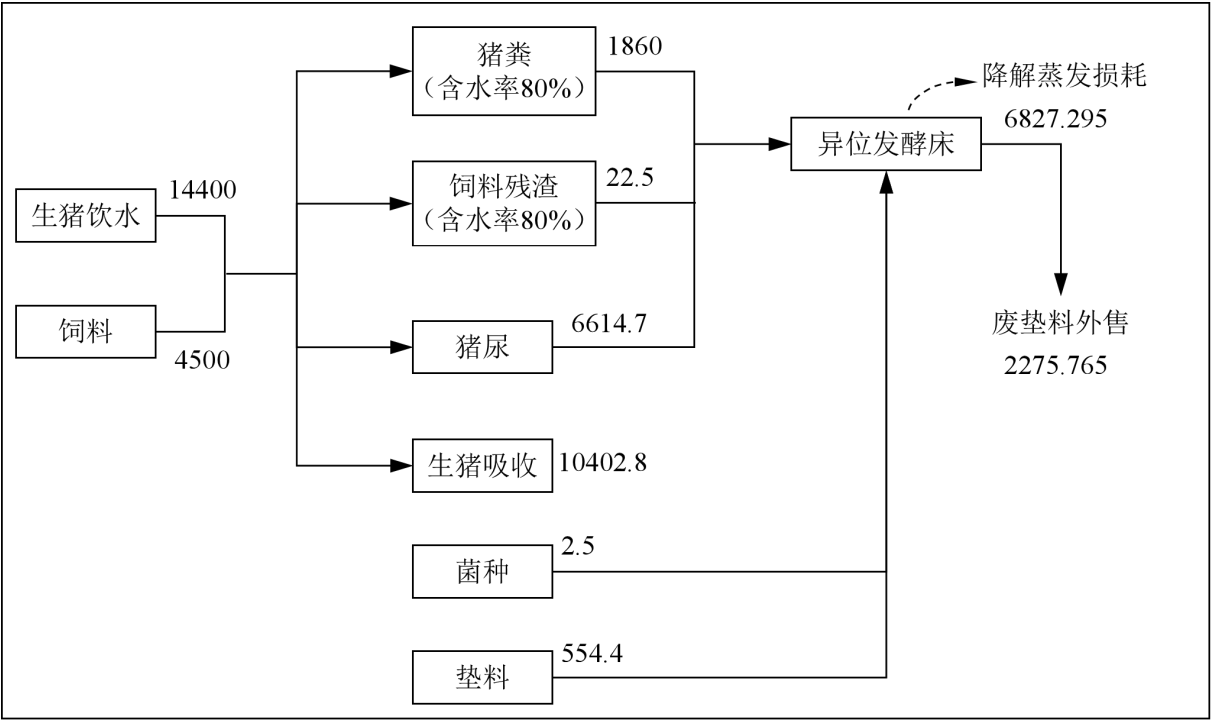 生猪饮水
14400
饲料
4500
猪粪
（含水率80%）
1860
饲料残渣
（含水率80%）
22.5
猪尿
6614.7
生猪吸收
10402.8
菌种
2.5
垫料
554.4
异位发酵床
降解蒸发损耗
6827.295
废垫料外售
2275.765